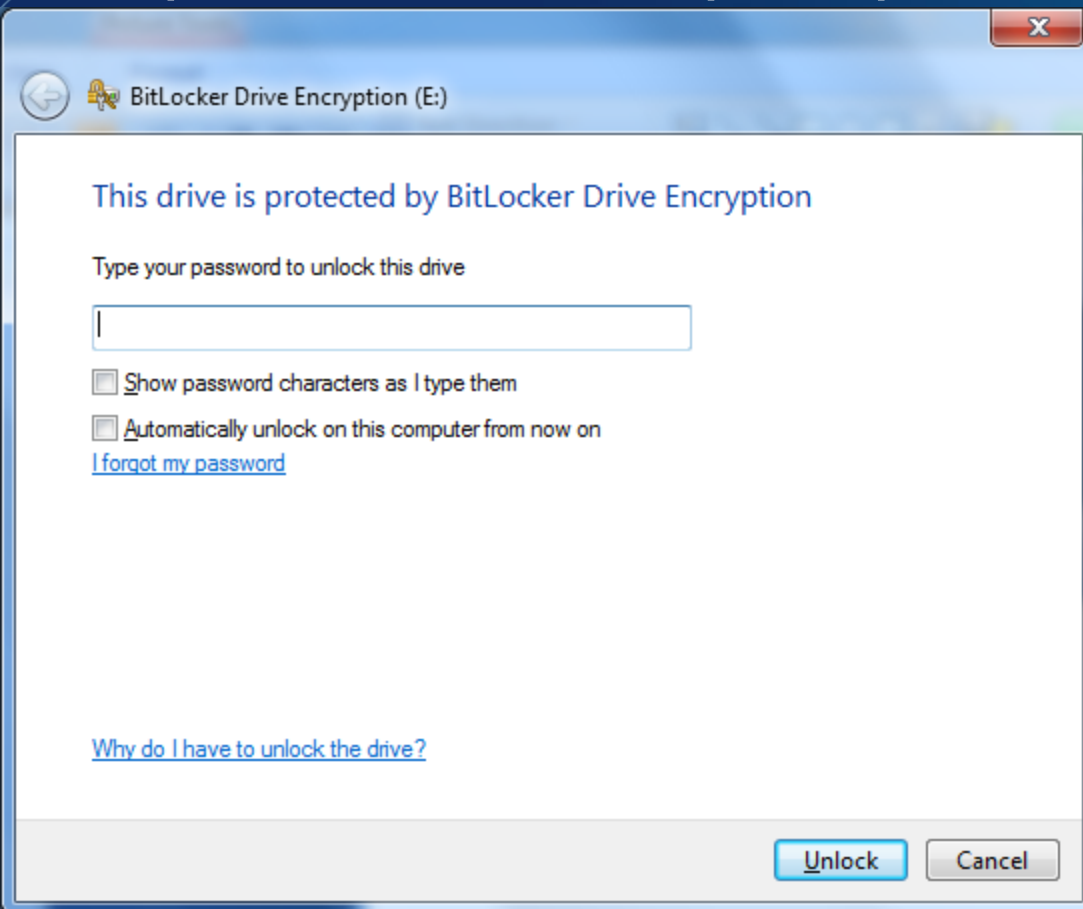 BitLocker Drive Encryption (E:)
This drive is protected by BitLocker Drive Encryption
Type your password to unlock this drive
Show password characters as I type them
Automatically unlock on this computer from now on
I forgot my password
Why do I have to unlock the drive?
Unlock
Cancel